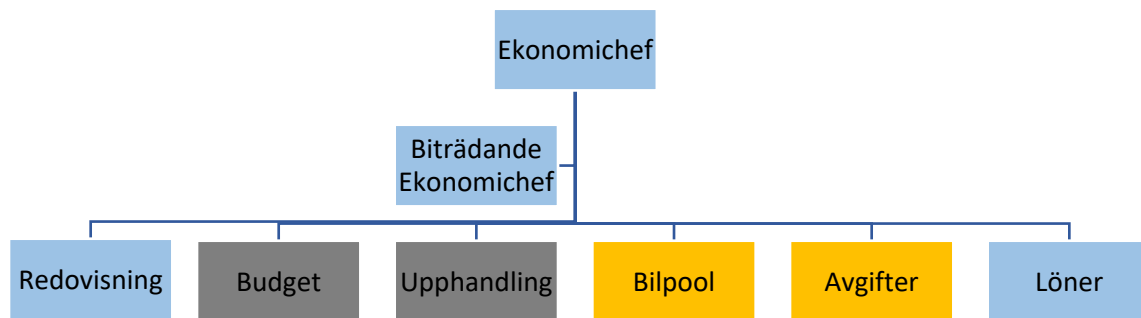 Ekonomichef
Biträdande
Ekonomichef
Redovisning
Budget
Upphandling
Bilpool
Avgifter
Löner